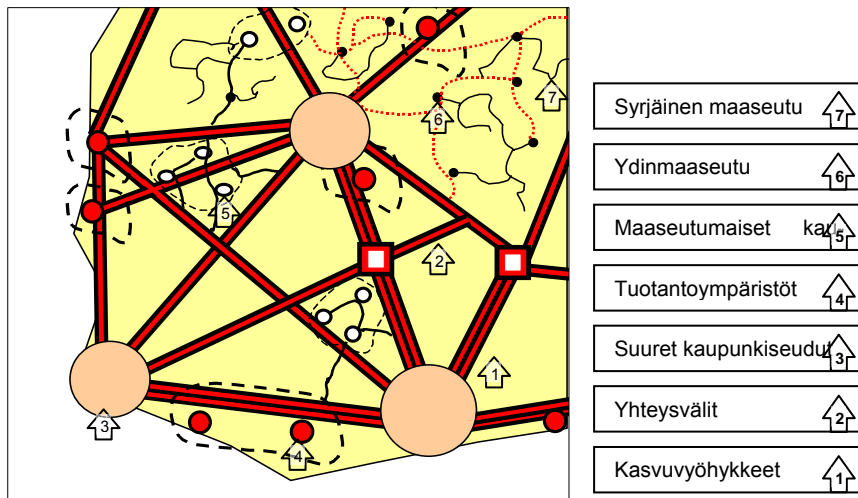 7
6
5
2
1
3
4
Syrjäinen maaseutu 7
Ydinmaaseutu 6
Maaseutumaiset kau- 5
Tuotantoympäristöt 4
Suuret kaupunkiseudut 3
Yhteysvälit 2
Kasvuvyöhykkeet 1